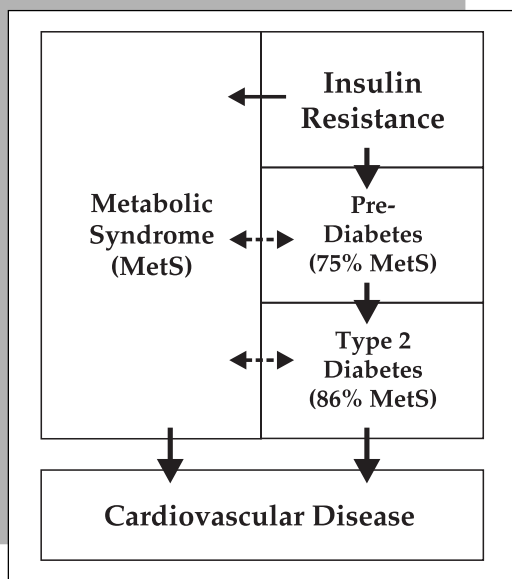 Insulin
Resistance
Metabolic
Syndrome
(MetS)
Pre-
Diabetes
(75% MetS)
Type 2
Diabetes
(86% MetS)
Cardiovascular Disease